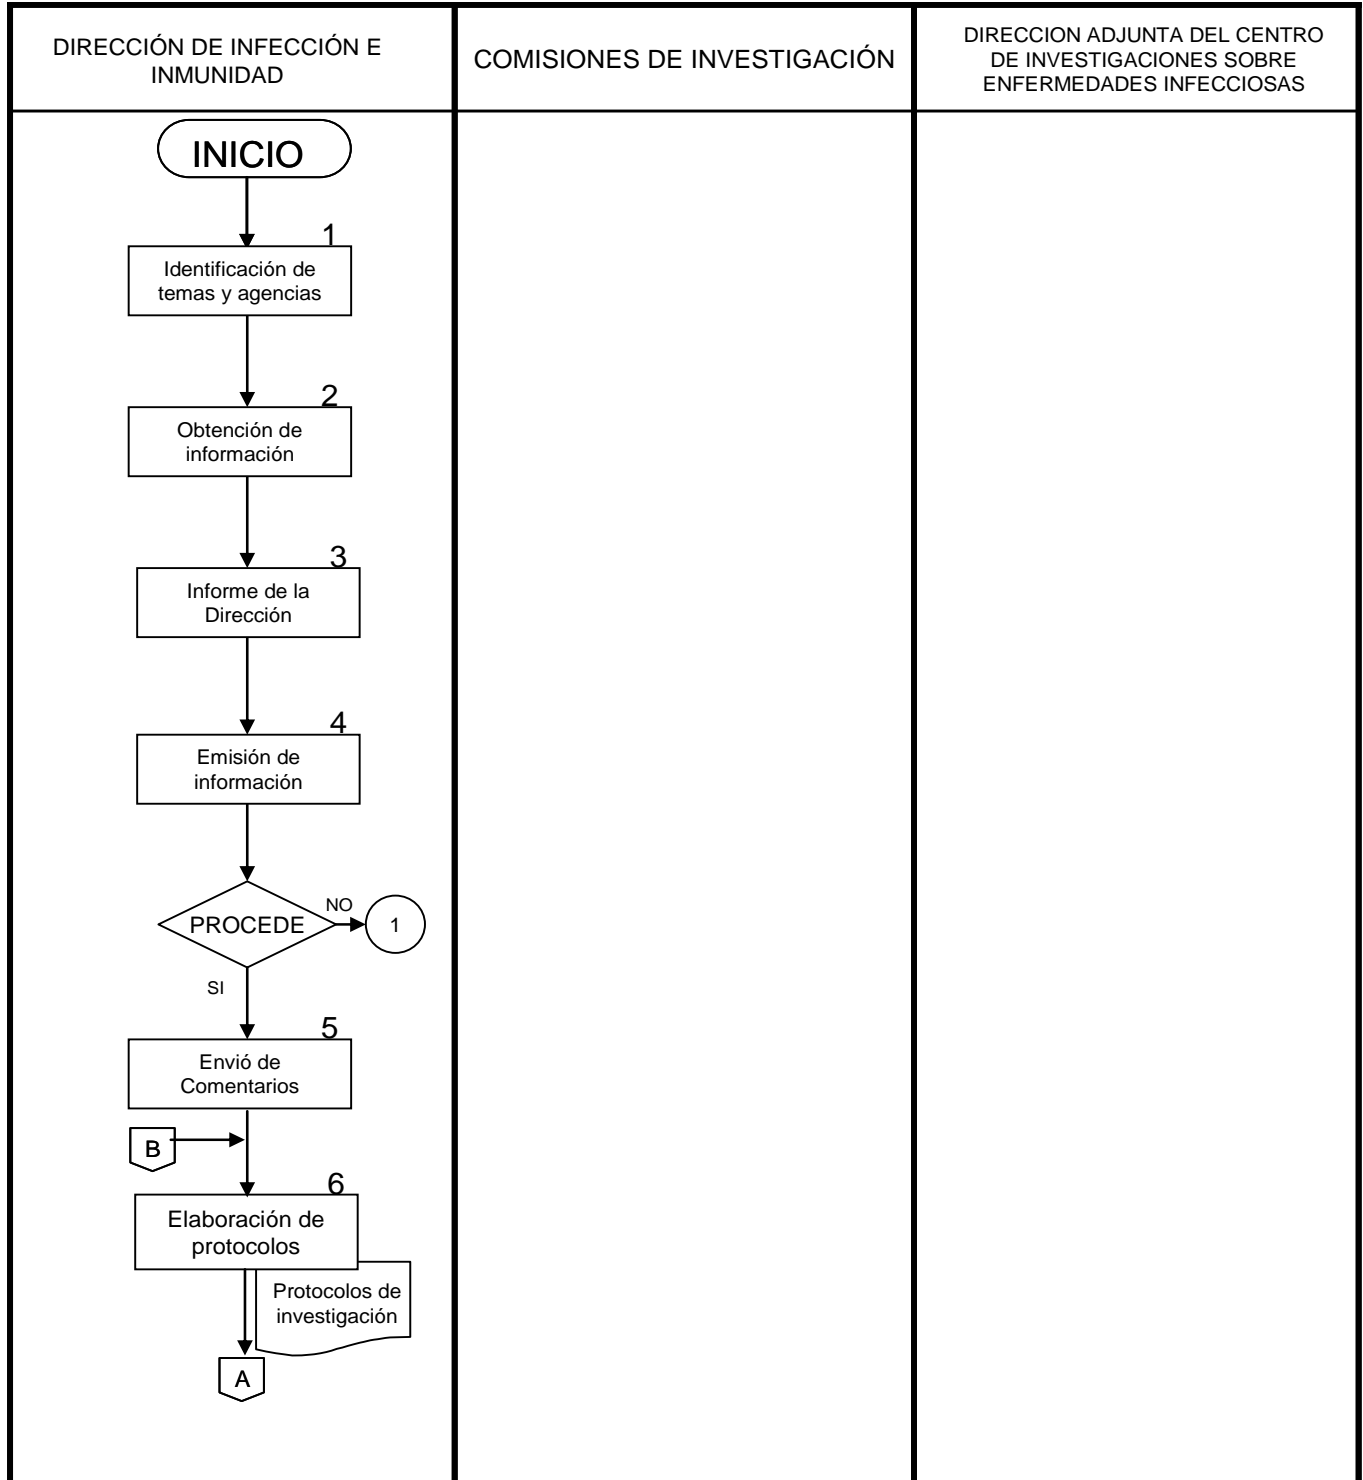 DIRECCIÓN DE INFECCIÓN E
INMUNIDAD
COMISIONES DE INVESTIGACIÓN
DIRECCION ADJUNTA DEL CENTRO
DE INVESTIGACIONES SOBRE
ENFERMEDADES INFECCIOSAS
INICIO
1
Identificación de
temas y agencias
2
Obtención de
información
3
Informe de la
Dirección
4
Emisión de
información
PROCEDE
NO
1
SI
5
Envió de
Comentarios
B
6
Elaboración de
protocolos
Protocolos de
investigación
A